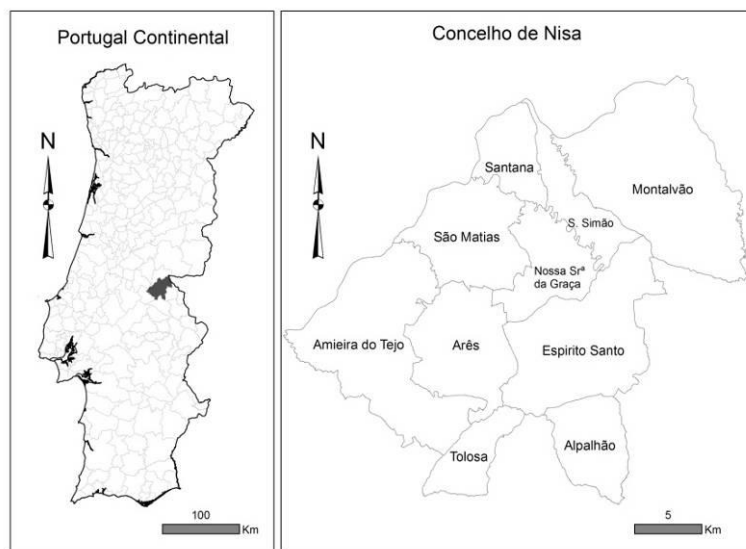 Portugal Continental
N
100
Km
Concelho de Nisa
N
Santana
Montalvão
S. Simão
São Matias
Nossa Srª
da Graça
Amieira do Tejo
Arês
Espirito Santo
Tolosa
Alpalhão
5
Km